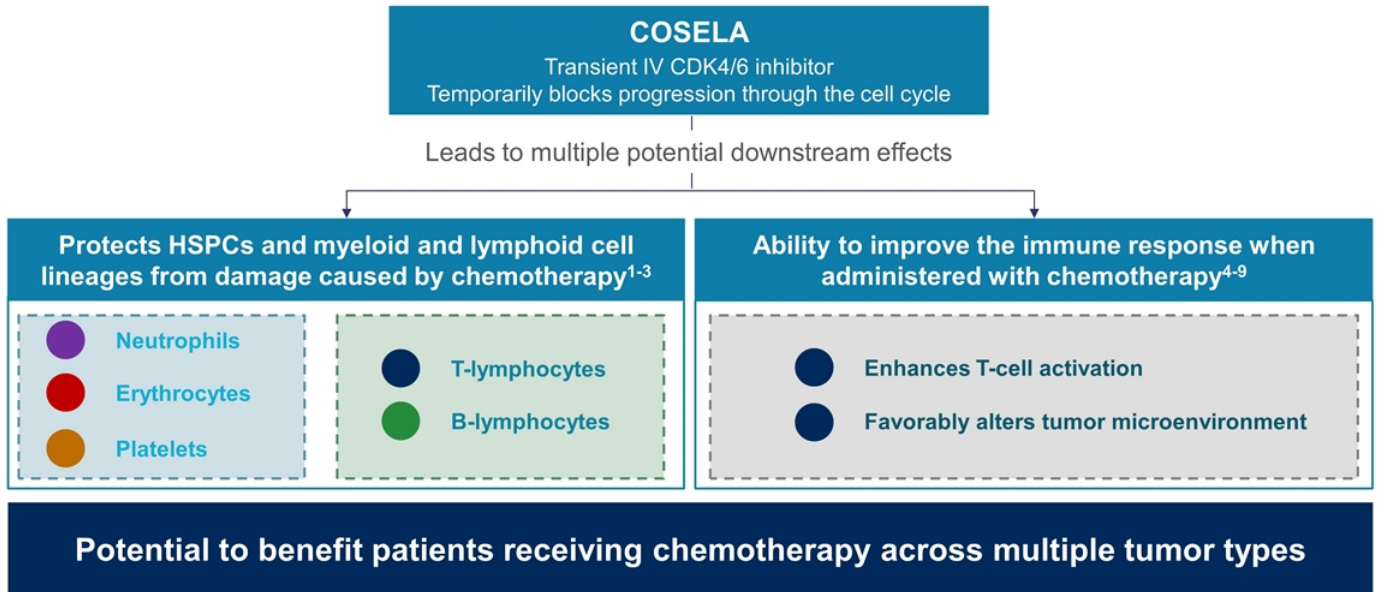 COSELA
Transient IV CDK4/6 inhibitor
Temporarily blocks progression through the cell cycle
Leads to multiple potential downstream effects
Protects HSPCs and myeloid and lymphoid cell
lineages from damage caused by chemotherapy1-3
Neutrophils
Erythrocytes
Platelets
T-lymphocytes
B-lymphocytes
Ability to improve the immune response when
administered with chemotherapy4-9
Enhances T-cell activation
Favorably alters tumor microenvironment
Potential to benefit patients receiving chemotherapy across multiple tumor types